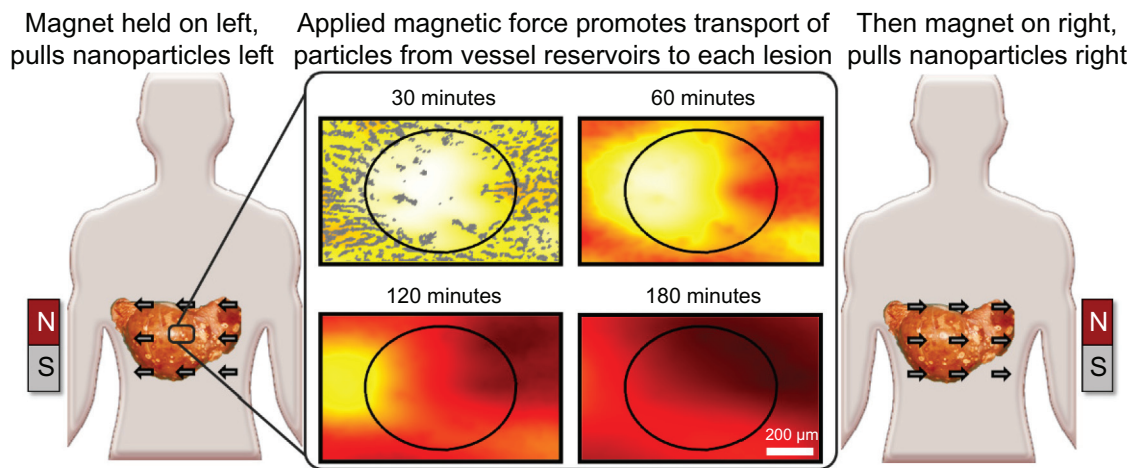 Magnet held on left,
pulls nanoparticles left
Applied magnetic force promotes transport of
particles from vessel reservoirs to each lesion
Then magnet on right,
pulls nanoparticles right
30 minutes
60 minutes
120 minutes
180 minutes
200 µm
N
S
N
S